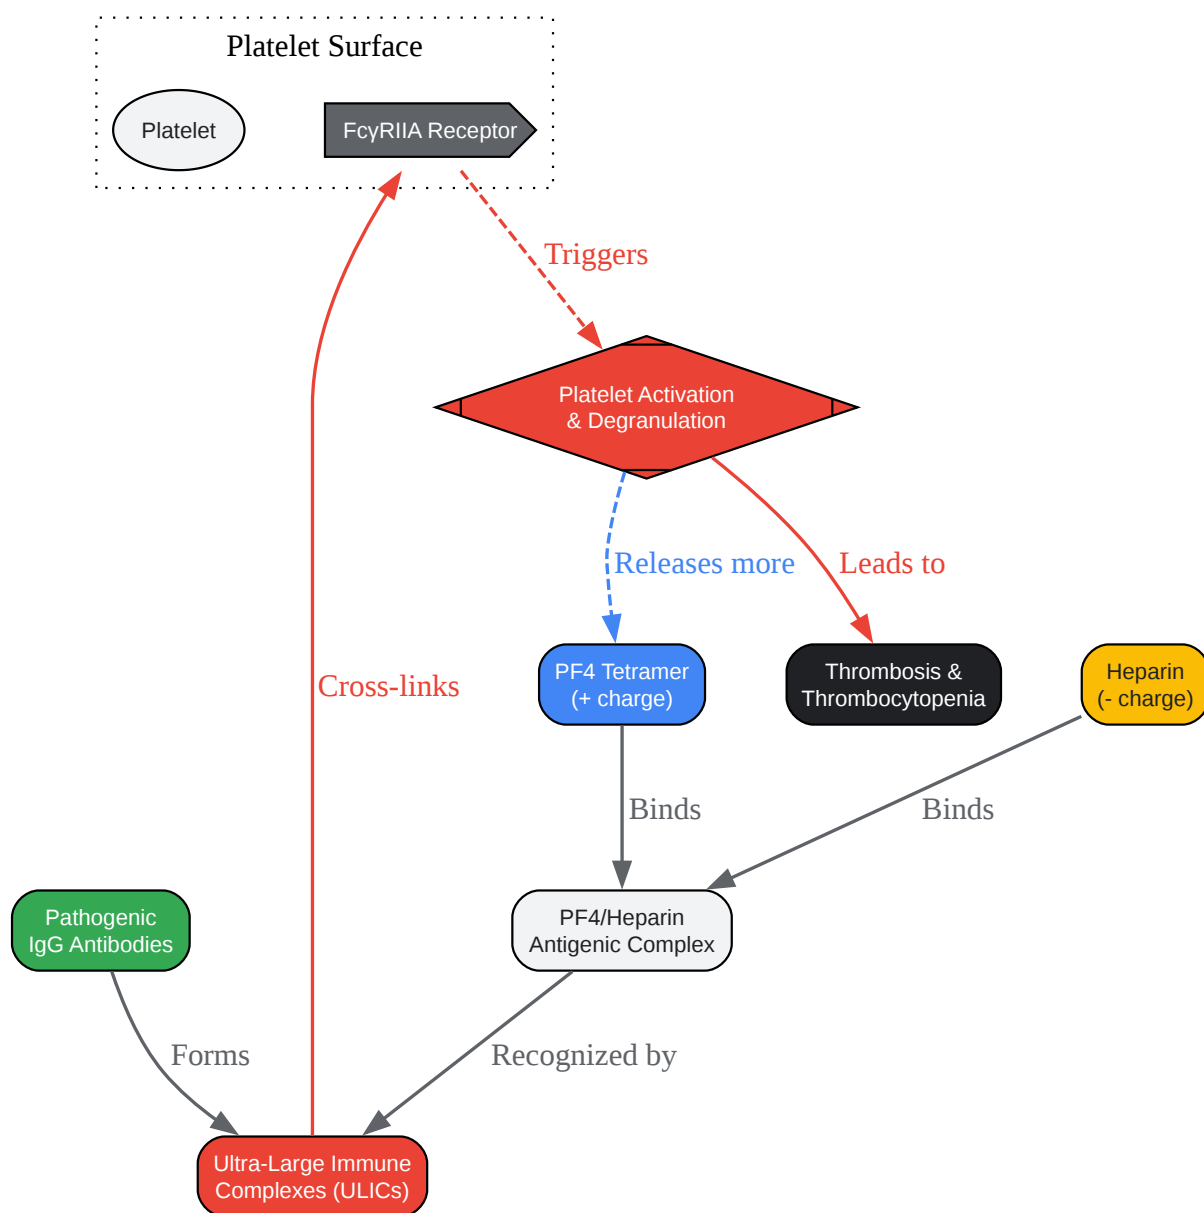 Platelet Surface
Platelet
FcγRIIA Receptor
Triggers
Platelet Activation
& Degranulation
Releases more
Leads to
PF4 Tetramer
(+ charge)
Thrombosis &
Thrombocytopenia
Heparin
(- charge)
Cross-links
Binds
Binds
Pathogenic
IgG Antibodies
PF4/Heparin
Antigenic Complex
Forms
Recognized by
Ultra-Large Immune
Complexes (ULICs)